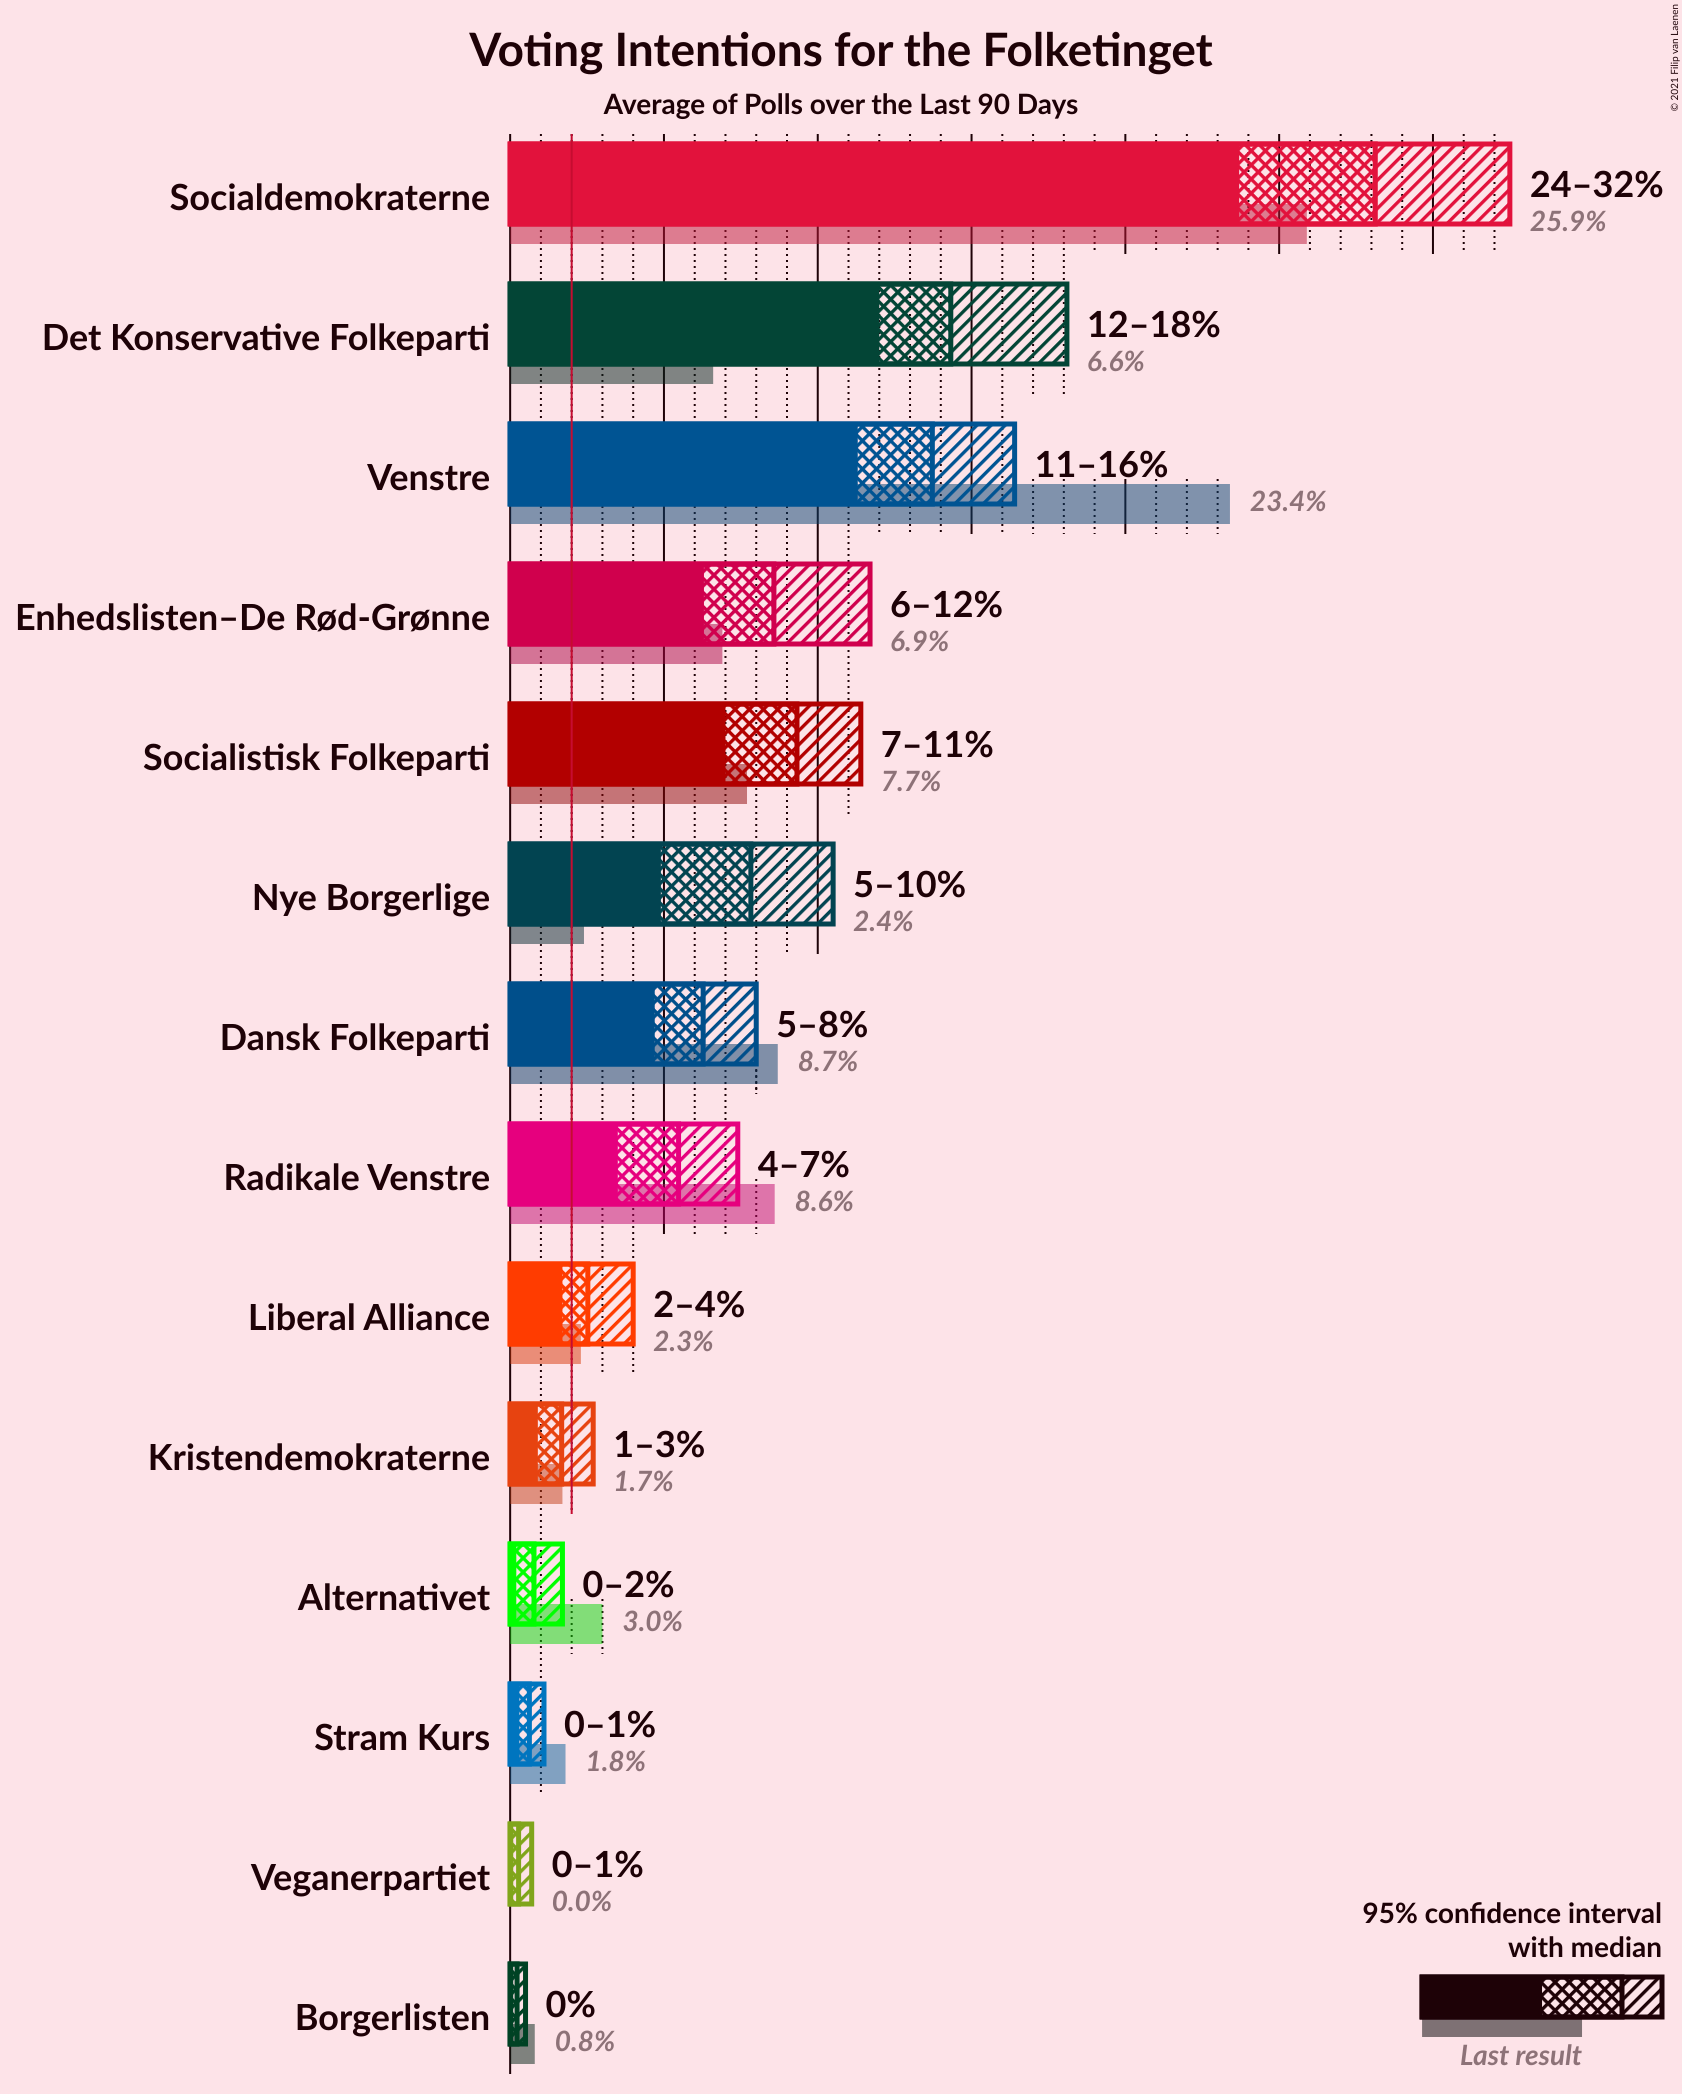 © 2021 Filip van Laenen
Voting Intentions for the Folketinget
Average of Polls over the Last 90 Days
Socialdemokraterne
24–32%
25.9%
Det Konservative Folkeparti
12–18%
6.6%
Venstre
11–16%
23.4%
Enhedslisten–De Rød-Grønne
6–12%
6.9%
Socialistisk Folkeparti
7–11%
7.7%
Nye Borgerlige
5–10%
2.4%
Dansk Folkeparti
5–8%
8.7%
Radikale Venstre
4–7%
8.6%
Liberal Alliance
2–4%
2.3%
Kristendemokraterne
1–3%
1.7%
Alternativet
0–2%
3.0%
Stram Kurs
0–1%
1.8%
Veganerpartiet
0–1%
0.0%
Borgerlisten
0%
0.8%
95% confidence interval
with median
Last result